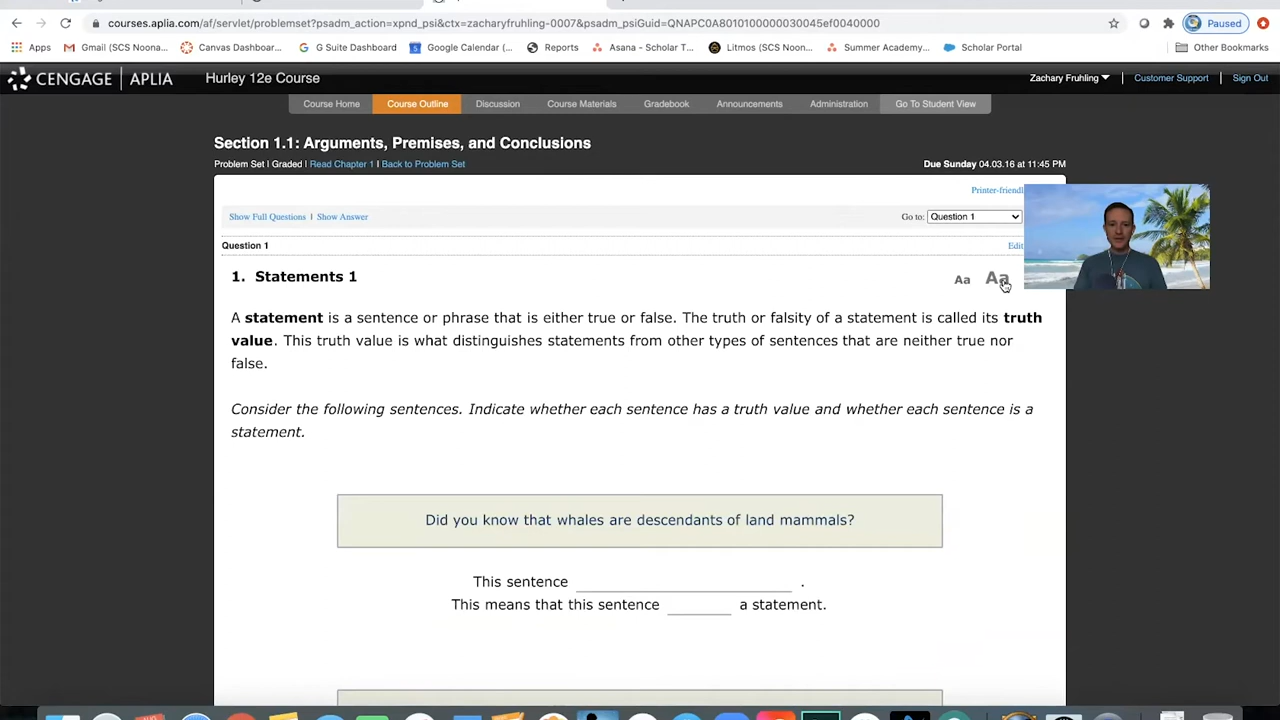 courses.aplia.com/af/servlet/problemset?psadm_action=xpnd_psi&ctx=zacharyfruhling-0007&psadm_psiGuid=QNAPC0A8010100000030045ef0040000
Paused
Apps
Gmail (SCS Noona...
Canvas Dashboar...
G Suite Dashboard
Google Calendar (...
Reports
Asana - Scholar T...
Litmos (SCS Noona...
Summer Academy...
Scholar Portal
Other Bookmarks
CENGAGE | APLIA
Hurley 12e Course
Zachary Fruhling
Customer Support
Sign Out
Course Home
Course Outline
Discussion
Course Materials
Gradebook
Announcements
Administration
Go To Student View
Section 1.1: Arguments, Premises, and Conclusions
Problem Set | Graded | Read Chapter 1 | Back to Problem Set
Due Sunday 04.03.16 at 11:45 PM
Printer-friendl
Show Full Questions | Show Answer
Go to: Question 1
Question 1
Edit
1. Statements 1
Aa Aa
A statement is a sentence or phrase that is either true or false. The truth or falsity of a statement is called its truth
value. This truth value is what distinguishes statements from other types of sentences that are neither true nor
false.
Consider the following sentences. Indicate whether each sentence has a truth value and whether each sentence is a
statement.
Did you know that whales are descendants of land mammals?
This sentence .
This means that this sentence a statement.